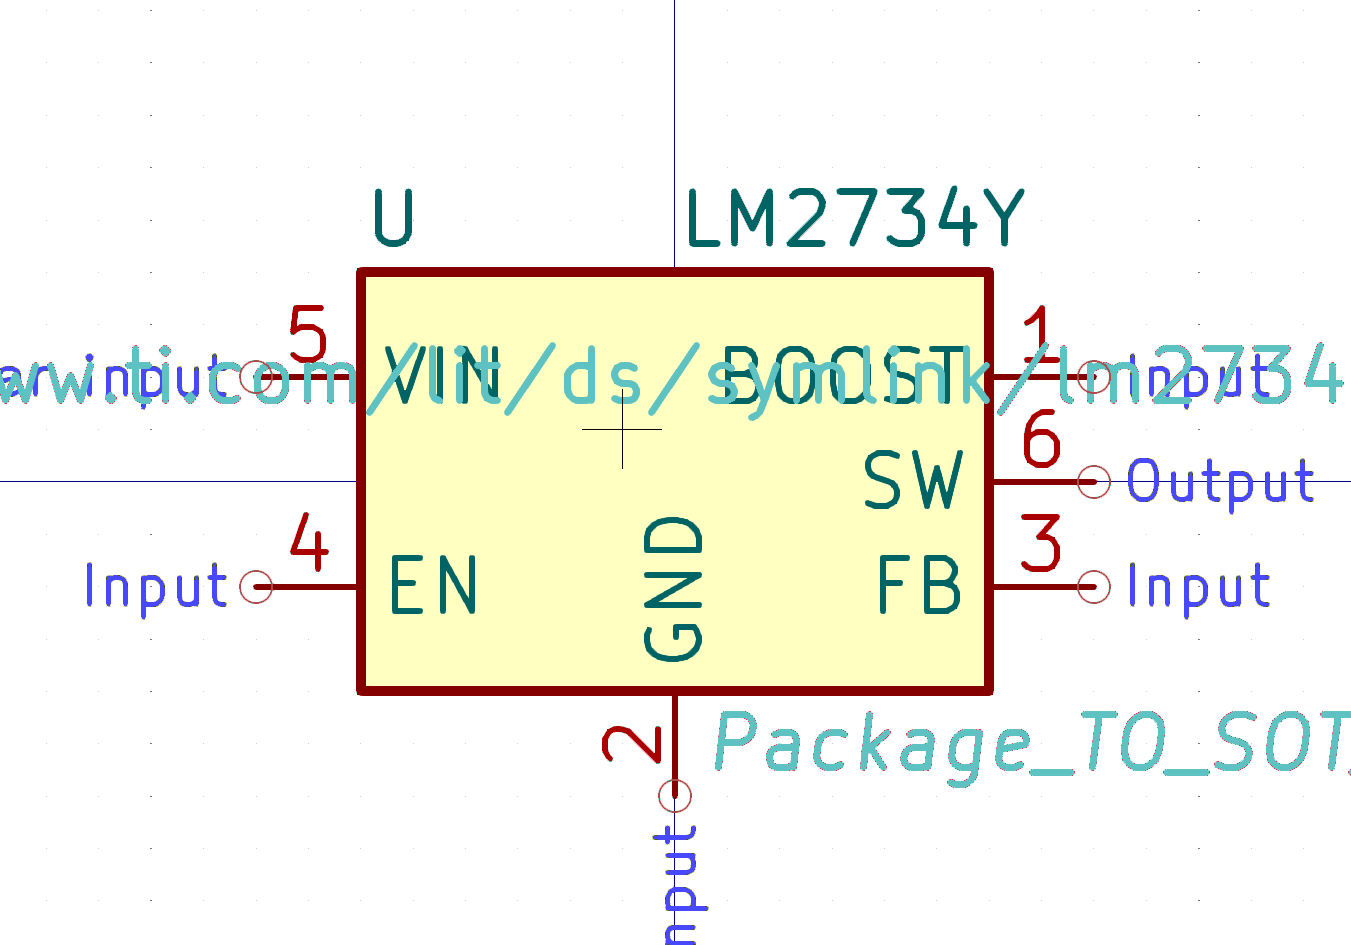 U LM2734Y
5 VIN BOOST 1
input Input
ww.ti.com/lit/ds/symlink/lm2734
6
SW Output
4 3
Input EN FB Input
GND
2
Package_TO_SOT
nput